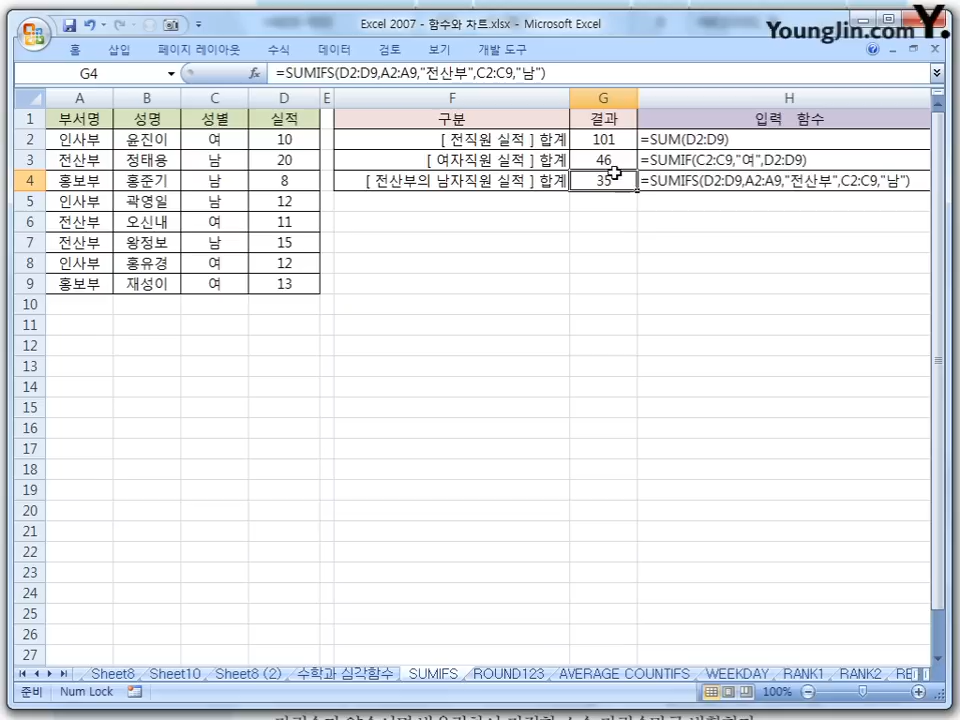 Excel 2007 - 함수와 차트.xlsx - Microsoft Excel
YoungJin.com Y.
홈 삽입 페이지 레이아웃 수식 데이터 검토 보기 개발 도구
G4 fx =SUMIFS(D2:D9,A2:A9,"전산부",C2:C9,"남")
A B C D E F G H
1 부서명 성명 성별 실적 구분 결과 입력 함수
2 인사부 윤진이 여 10 [ 전직원 실적 ] 합계 101 =SUM(D2:D9)
3 전산부 정태용 남 20 [ 여자직원 실적 ] 합계 46 =SUMIF(C2:C9,"여",D2:D9)
4 홍보부 홍준기 남 8 [ 전산부의 남자직원 실적 ] 합계 35 =SUMIFS(D2:D9,A2:A9,"전산부",C2:C9,"남")
5 인사부 곽영일 남 12
6 전산부 오신내 여 11
7 전산부 왕정보 남 15
8 인사부 홍유경 여 12
9 홍보부 재성이 여 13
10
11
12
13
14
15
16
17
18
19
20
21
22
23
24
25
26
27
Sheet8 Sheet10 Sheet8 (2) 수학과 삼각함수 SUMIFS ROUND123 AVERAGE COUNTIFS WEEKDAY RANK1 RANK2
준비 Num Lock 100%